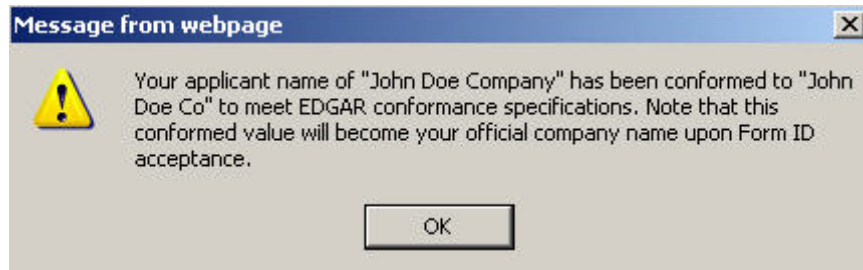 Message from webpage
Your applicant name of "John Doe Company" has been conformed to "John
Doe Co" to meet EDGAR conformance specifications. Note that this
conformed value will become your official company name upon Form ID
acceptance.
OK